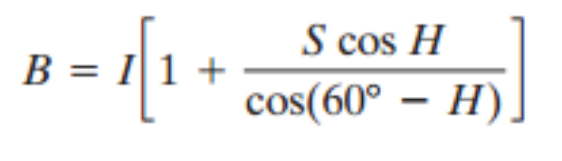 B = I[1 + S cos H / cos(60° − H)]